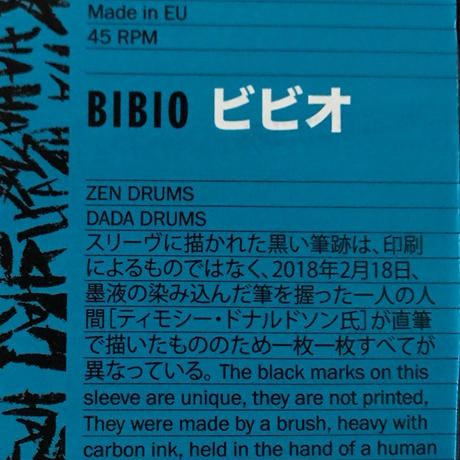 Made in EU
45 RPM
BIBIO ビビオ
ZEN DRUMS
DADA DRUMS
スリーヴに描かれた黒い筆跡は、印刷
によるものではなく、2018年2月18日、
墨液の染み込んだ筆を握った一人の人
間［ティモシー・ドナルドソン氏］が直筆
で描いたもののため一枚一枚すべてが
異なっている。The black marks on this
sleeve are unique, they are not printed,
They were made by a brush, heavy with
carbon ink, held in the hand of a human